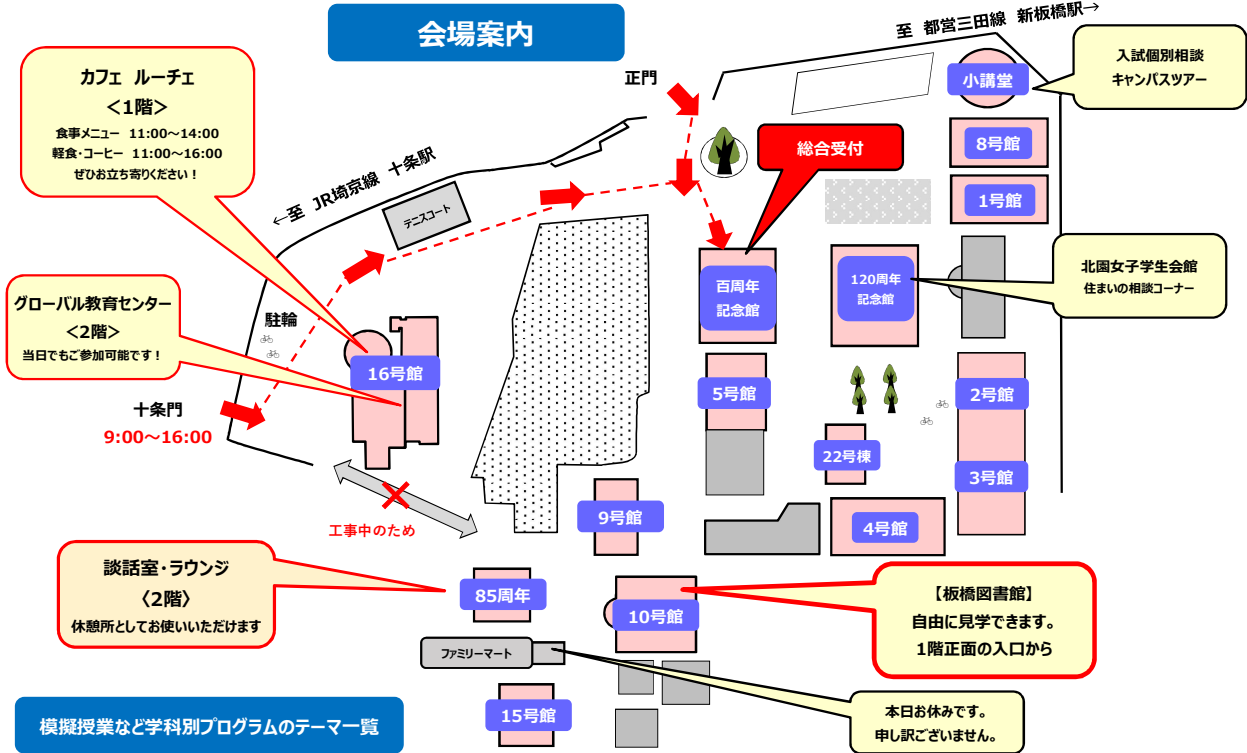 会場案内
至 都営三田線 新板橋駅→
カフェ ルーチェ
＜1階＞
食事メニュー 11:00～14:00
軽食・コーヒー 11:00～16:00
ぜひお立ち寄りください！
正門
小講堂
入試個別相談
キャンパスツアー
総合受付
8号館
1号館
←至 JR埼京線 十条駅
テニスコート
百周年
記念館
120周年
記念館
北園女子学生会館
住まいの相談コーナー
グローバル教育センター
＜2階＞
当日でもご参加可能です！
駐輪
16号館
5号館
2号館
十条門
9:00～16:00
22号棟
3号館
工事中のため
9号館
4号館
談話室・ラウンジ
〈2階〉
休憩所としてお使いいただけます
85周年
10号館
【板橋図書館】
自由に見学できます。
1階正面の入口から
ファミリーマート
15号館
本日お休みです。
申し訳ございません。
模擬授業など学科別プログラムのテーマ一覧